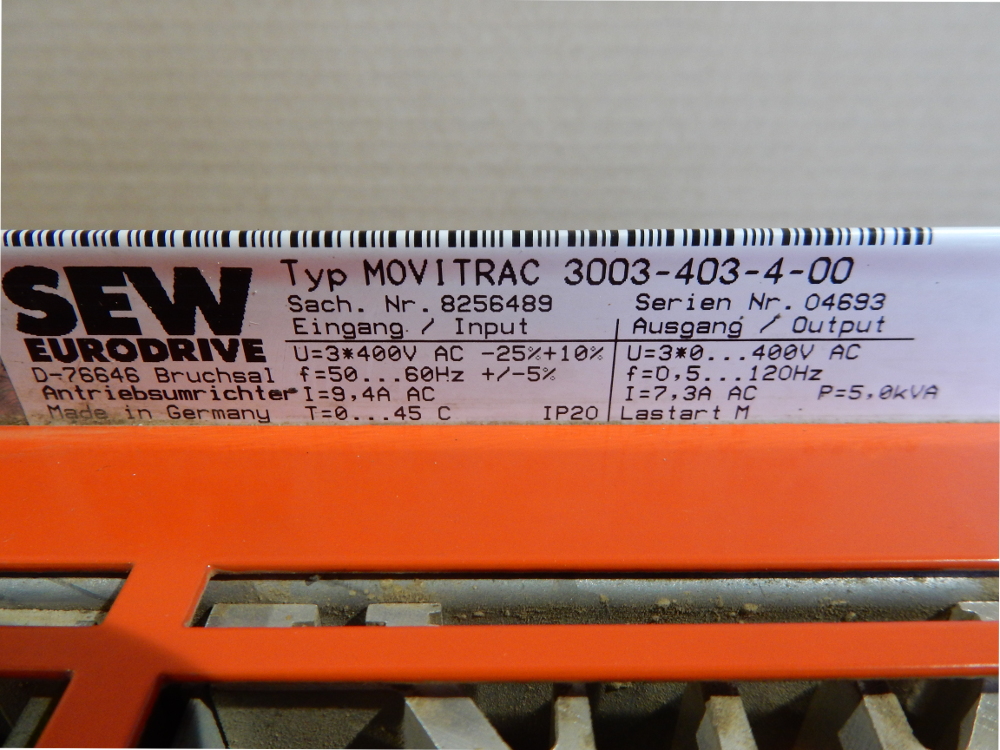 SEW
EURODRIVE
D-76646 Bruchsal
Antriebsumrichter
Made in Germany
Typ MOVITRAC 3003-403-4-00
Sach. Nr. 8256489 Serien Nr. 04693
Eingang / Input
U=3*400V AC -25%+10%
f=50...60Hz +/-5%
I=9,4A AC
T=0...45 C IP20
Ausgang / Output
U=3*0...400V AC
f=0,5...120Hz
I=7,3A AC P=5,0kVA
Lastart M